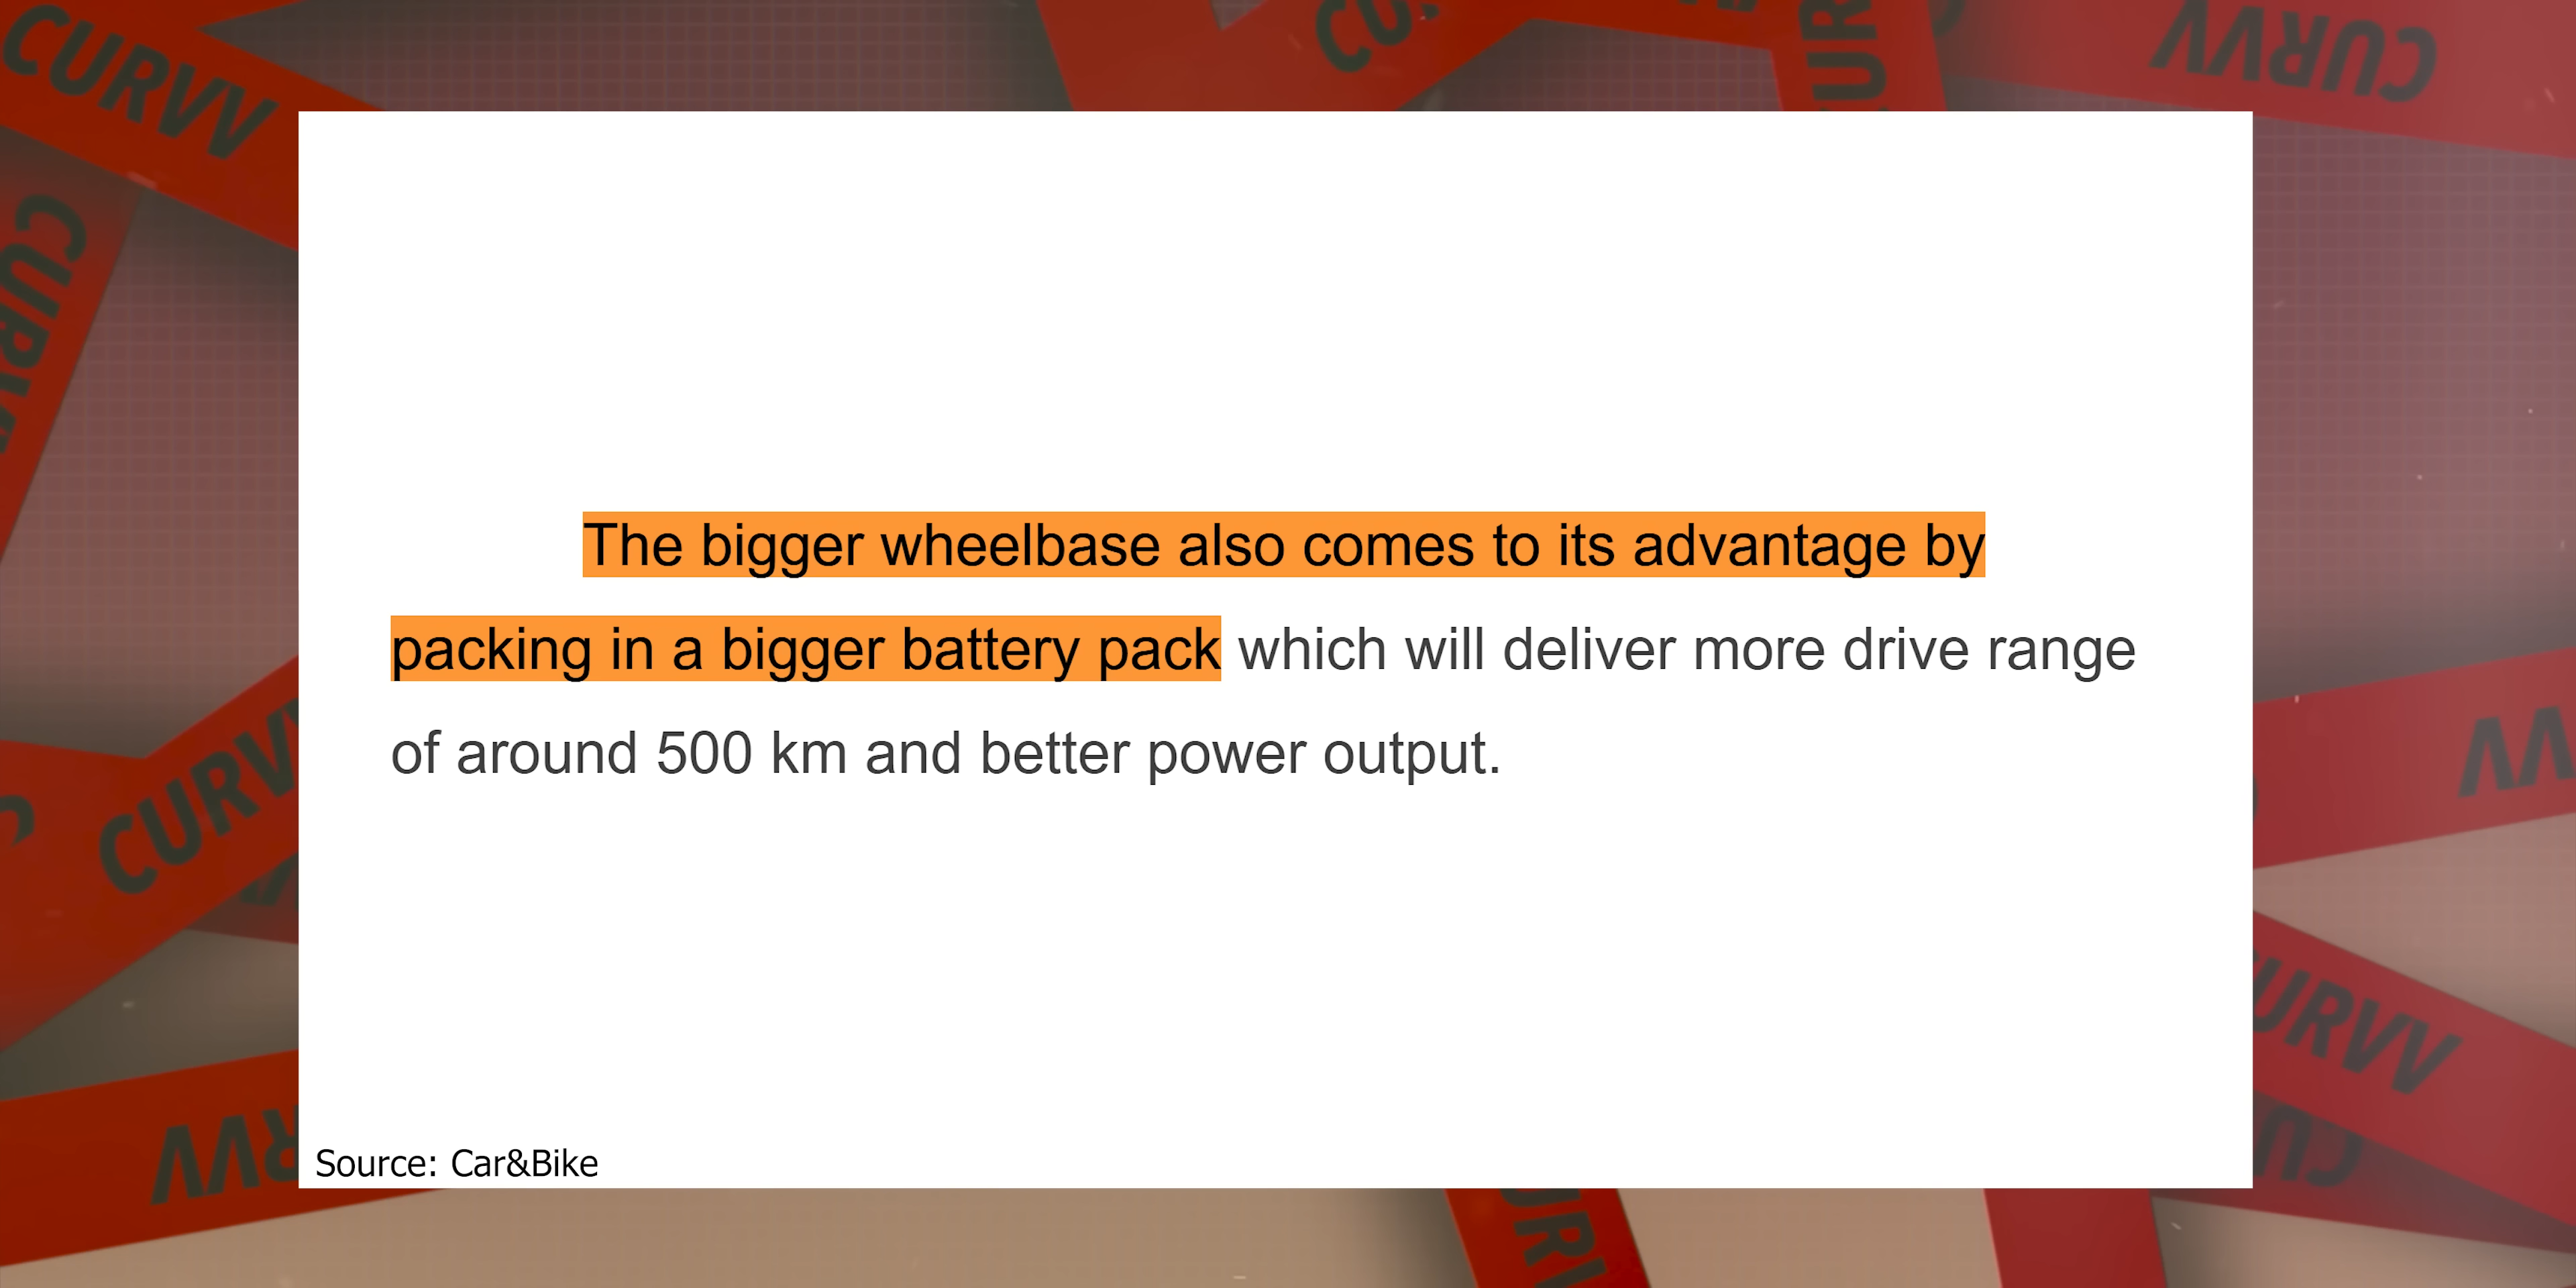 CURVV
CURVV
The bigger wheelbase also comes to its advantage by
packing in a bigger battery pack which will deliver more drive range
of around 500 km and better power output.
CURVV
Source: Car&Bike